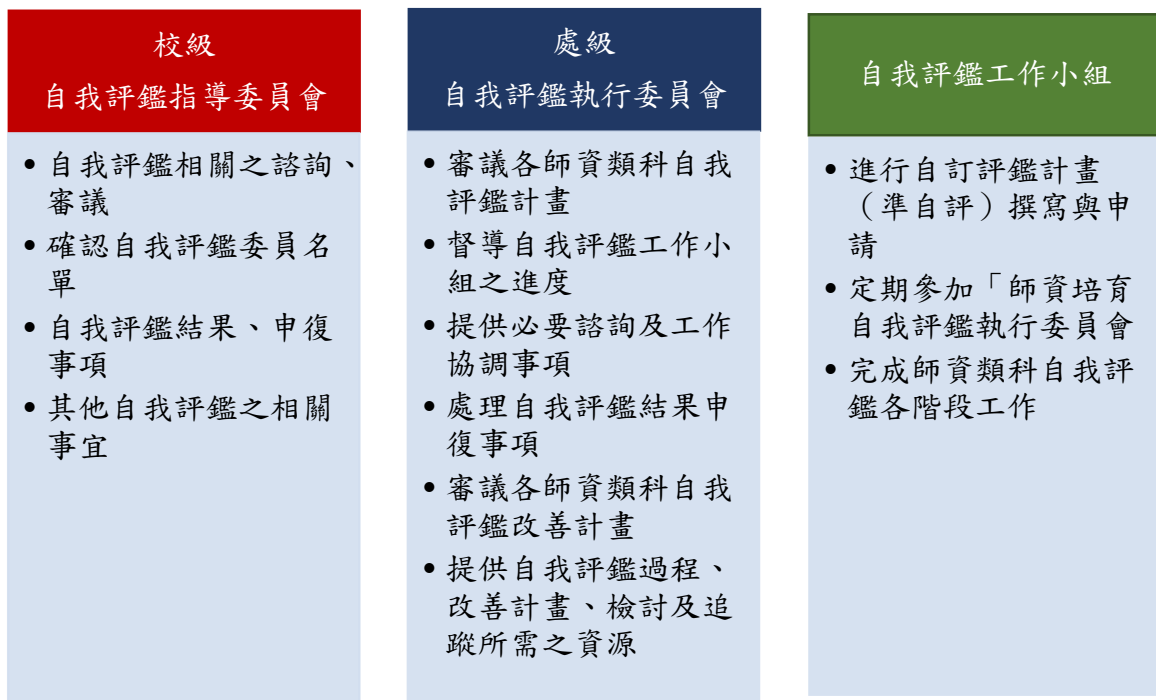 校級
自我評鑑指導委員會
• 自我評鑑相關之諮詢、
審議
• 確認自我評鑑委員名
單
• 自我評鑑結果、申復
事項
• 其他自我評鑑之相關
事宜
處級
自我評鑑執行委員會
• 審議各師資類科自我
評鑑計畫
• 督導自我評鑑工作小
組之進度
• 提供必要諮詢及工作
協調事項
• 處理自我評鑑結果申
復事項
• 審議各師資類科自我
評鑑改善計畫
• 提供自我評鑑過程、
改善計畫、檢討及追
蹤所需之資源
自我評鑑工作小組
• 進行自訂評鑑計畫
（準自評）撰寫與申
請
• 定期參加「師資培育
自我評鑑執行委員會
• 完成師資類科自我評
鑑各階段工作